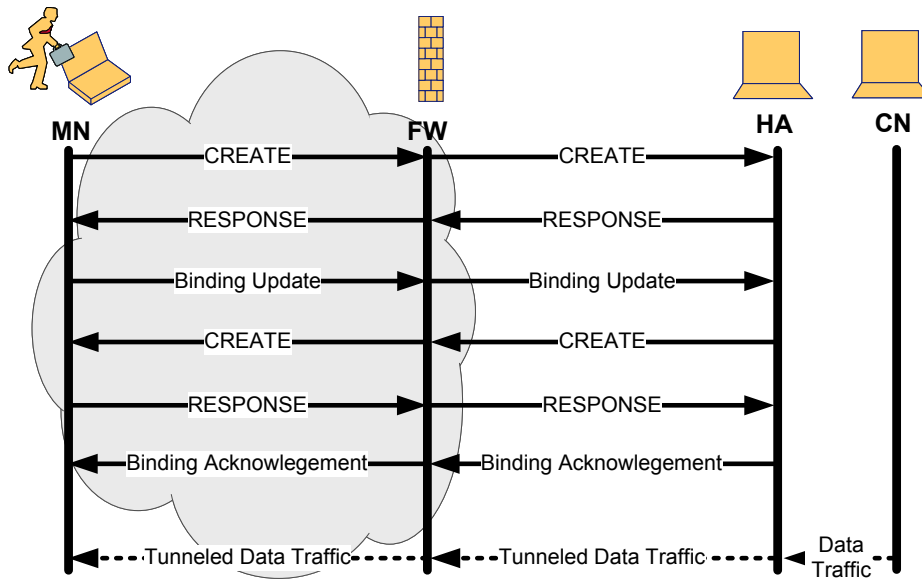 MN
FW
HA
CN
CREATE
CREATE
RESPONSE
RESPONSE
Binding Update
Binding Update
CREATE
CREATE
RESPONSE
RESPONSE
Binding Acknowlegement
Binding Acknowlegement
Tunneled Data Traffic
Tunneled Data Traffic
Data
Traffic